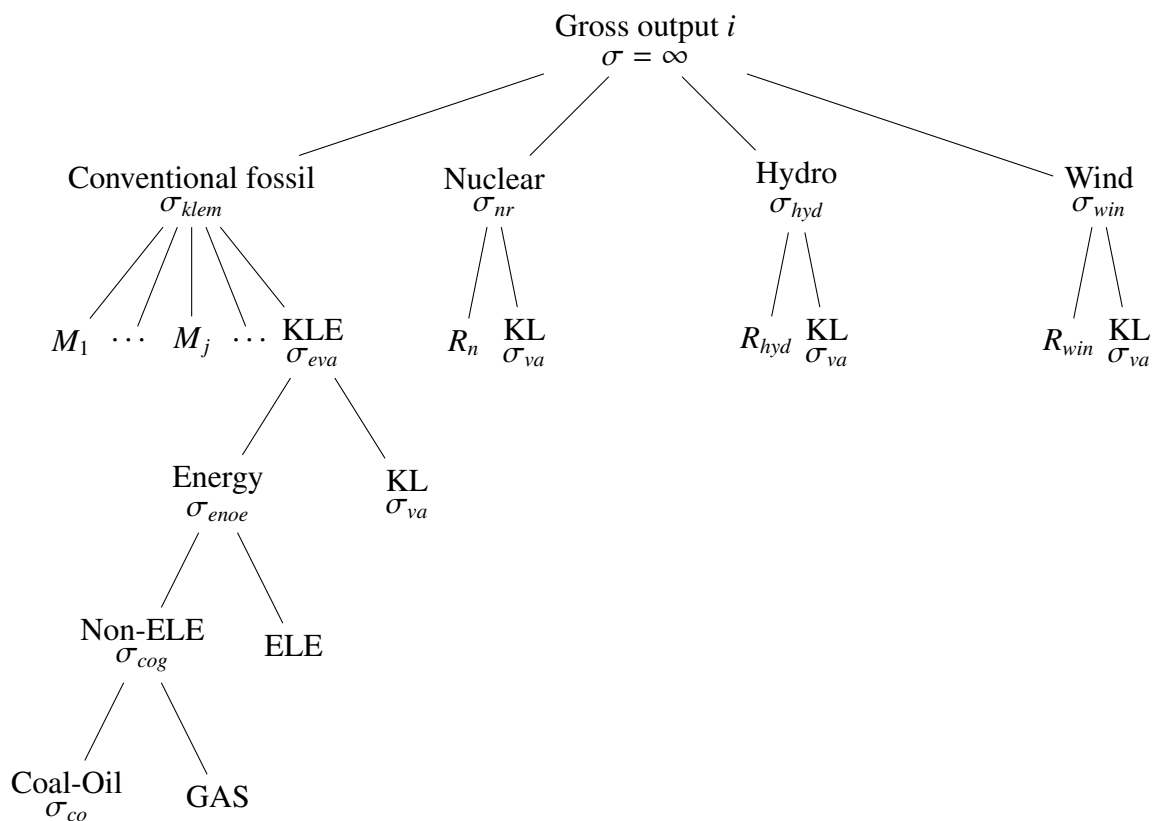 Gross output i
σ = ∞
Conventional fossil Nuclear Hydro Wind
σ_klem σ_nr σ_hyd σ_win
M_1 ⋯ M_j ⋯ KLE R_n KL R_hyd KL R_win KL
σ_eva σ_va σ_va σ_va
Energy KL
σ_enoe σ_va
Non-ELE ELE
σ_cog
Coal-Oil GAS
σ_co